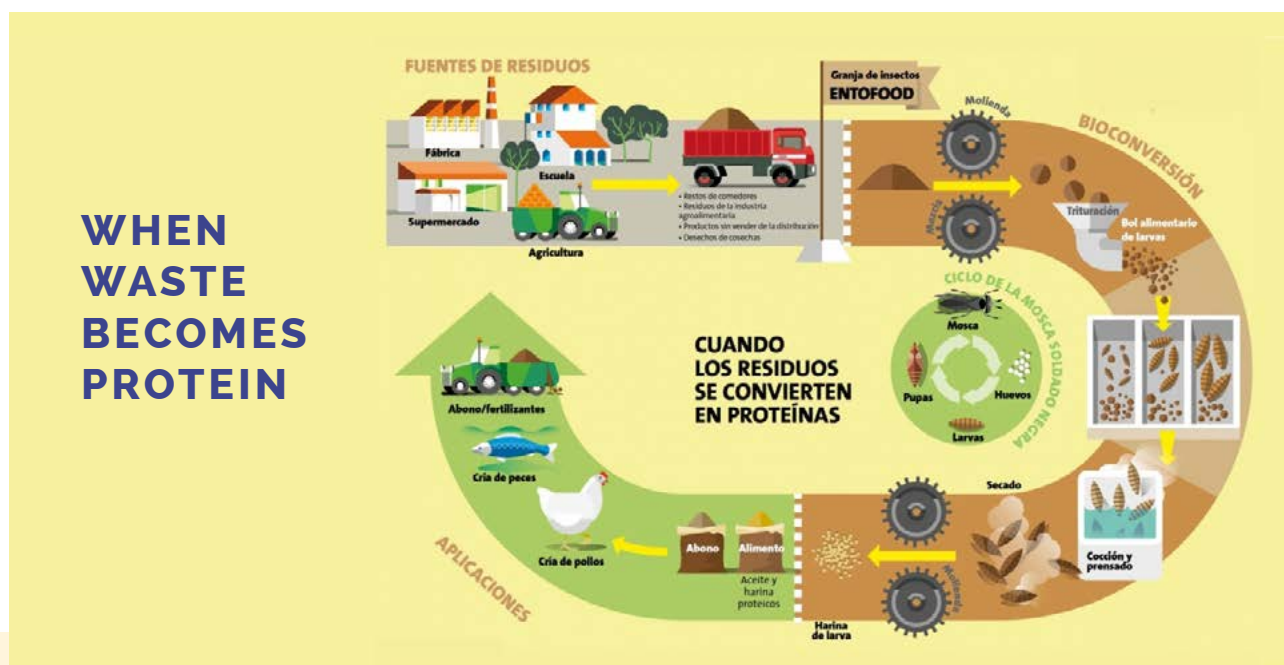 WHEN
WASTE
BECOMES
PROTEIN
FUENTES DE RESIDUOS
Fábrica
Escuela
Supermercado
Agricultura
• Restos de comedores
• Residuos de la industria
agroalimentaria
• Productos sin vender de la distribución
• Desechos de cosechas
Granja de insectos
ENTOFOOD
Molienda
Mezcla
BIOCONVERSIÓN
Trituración
Bol alimentario
de larvas
CICLO DE LA MOSCA SOLDADO NEGRA
Mosca
Huevos
Larvas
Pupas
CUANDO
LOS RESIDUOS
SE CONVIERTEN
EN PROTEÍNAS
Cocción y
prensado
Secado
Molienda
Harina
de larva
Abono
Alimento
Aceite y
harina
proteicos
APLICACIONES
Cría de pollos
Cría de peces
Abono/fertilizantes